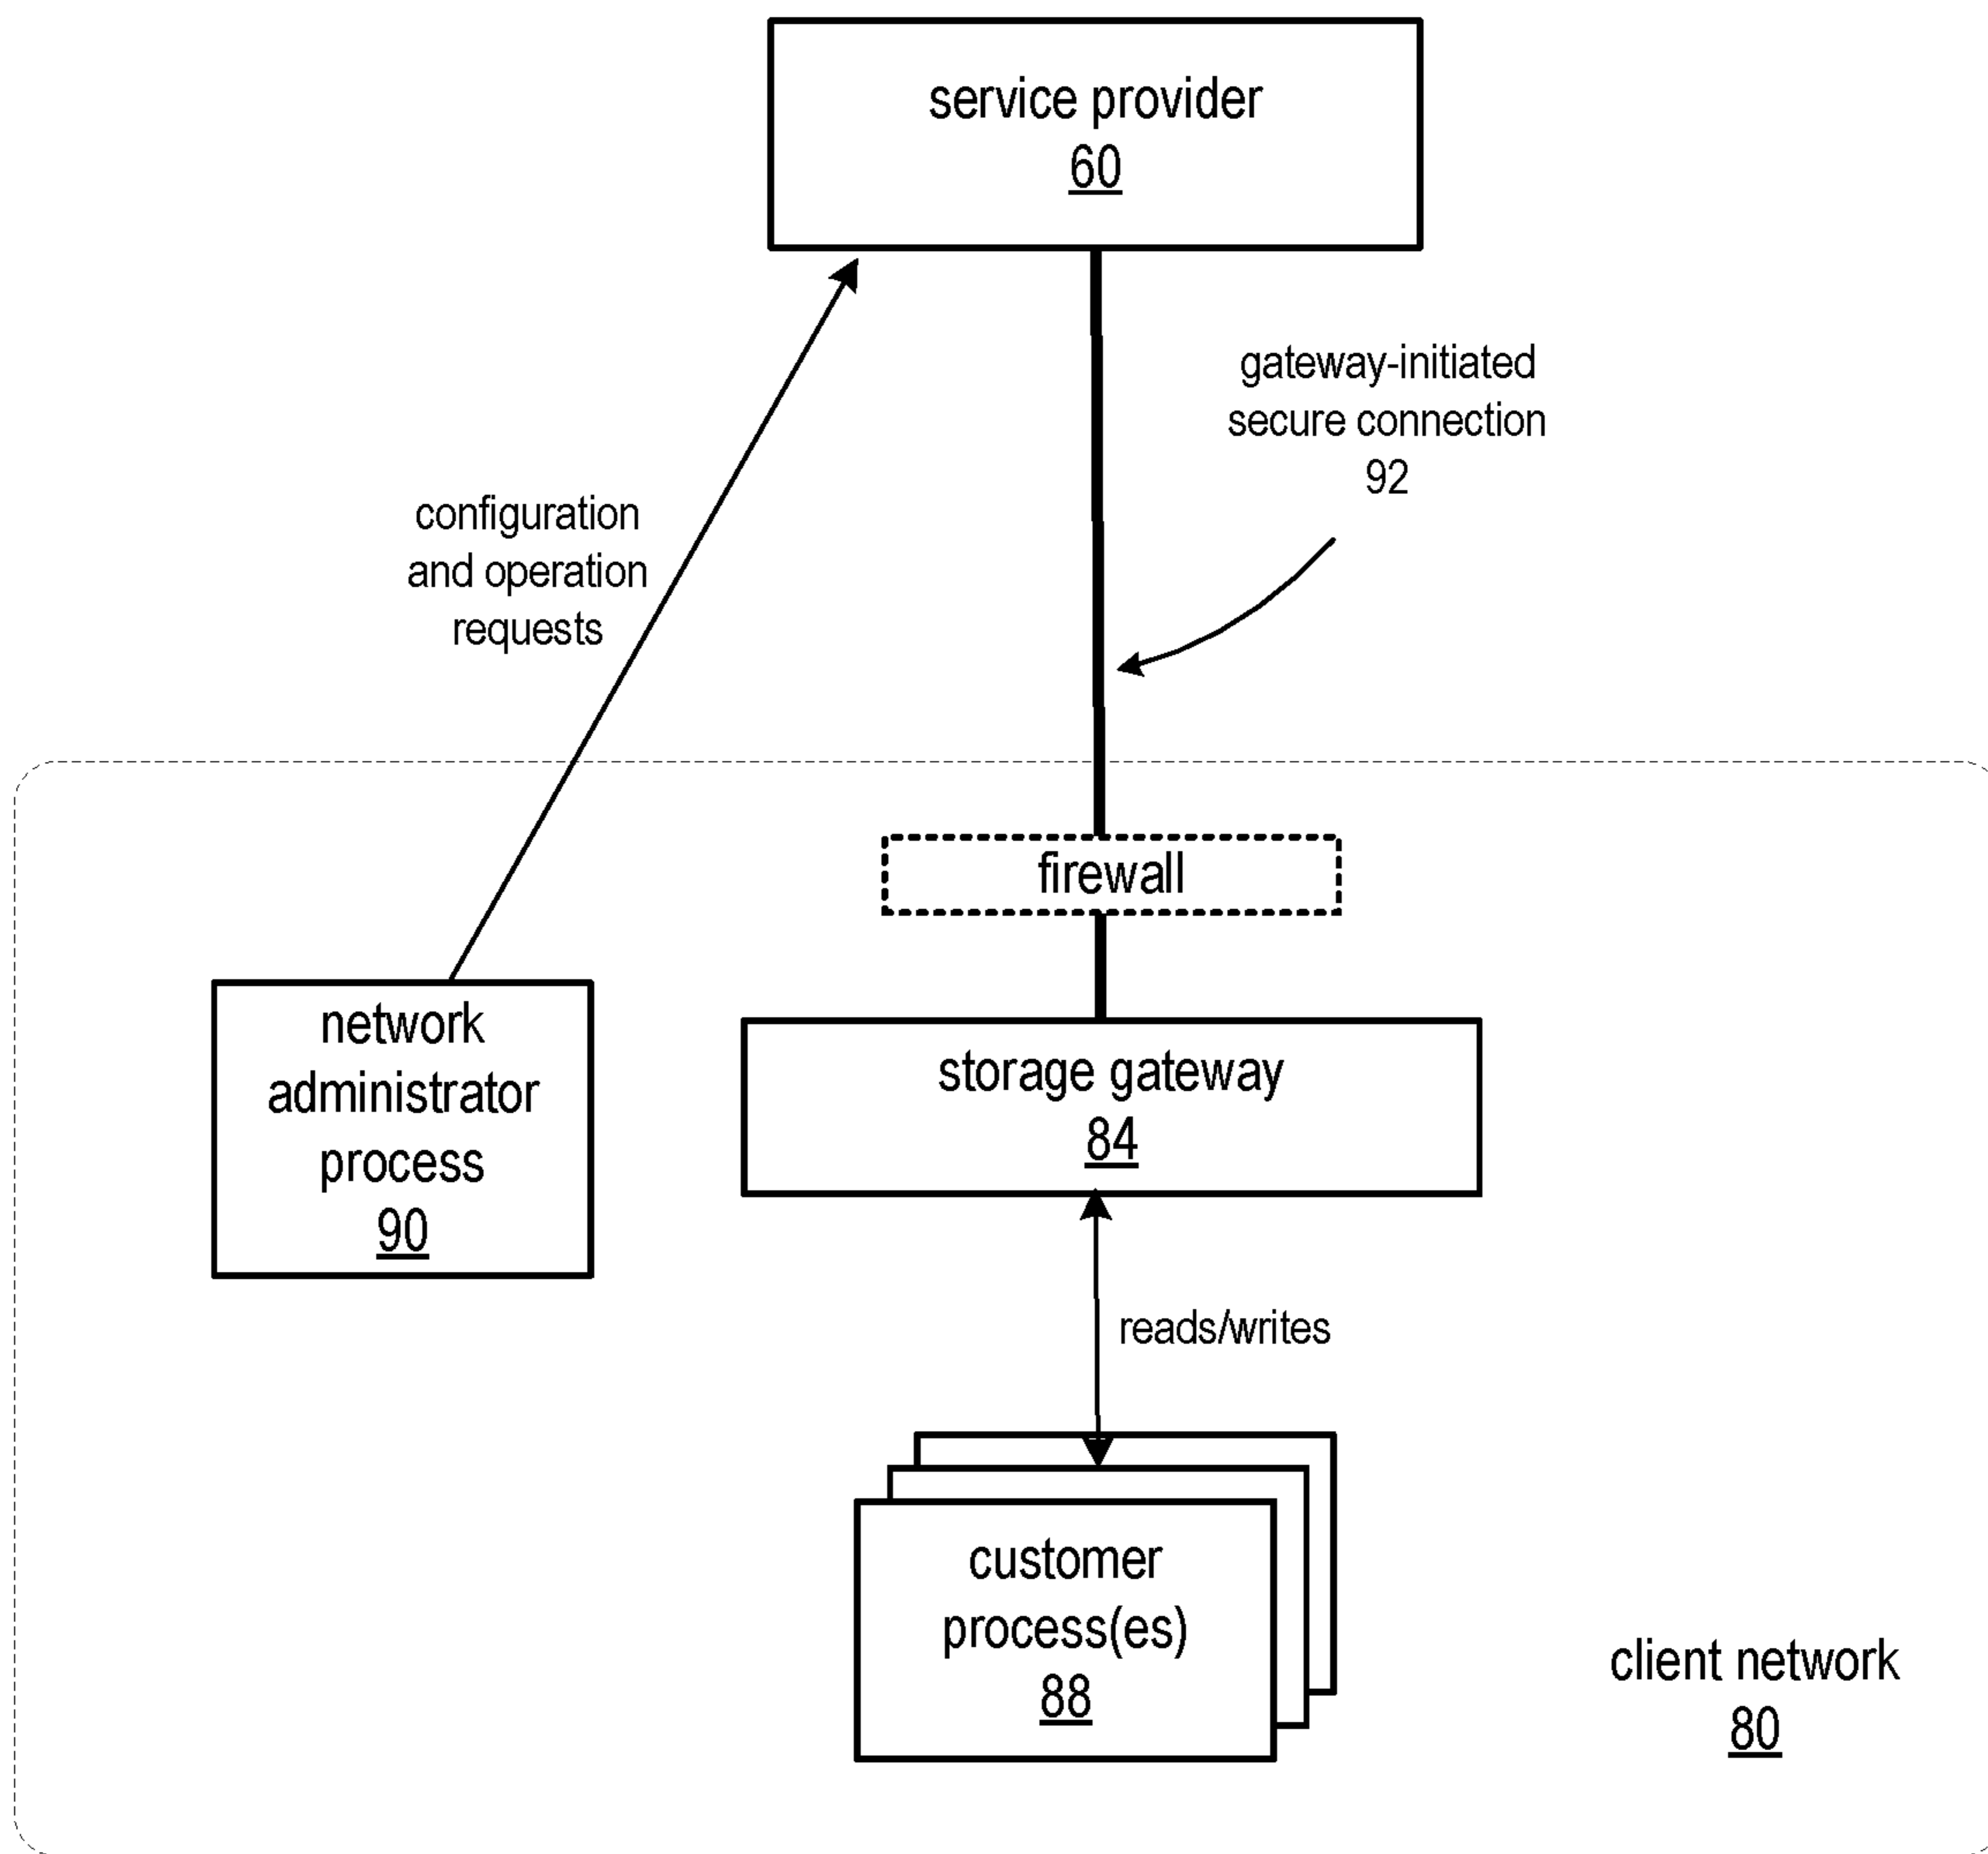 service provider
60
gateway-initiated
secure connection
92
configuration
and operation
requests
firewall
network
administrator
process
90
storage gateway
84
reads/writes
customer
process(es)
88
client network
80